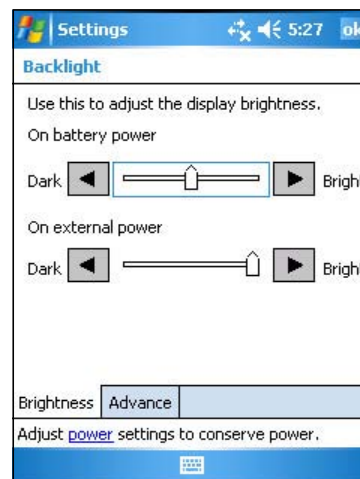 Settings 5:27 ok
Backlight
Use this to adjust the display brightness.
On battery power
Dark Brigh
On external power
Dark Brigh
Brightness Advance
Adjust power settings to conserve power.